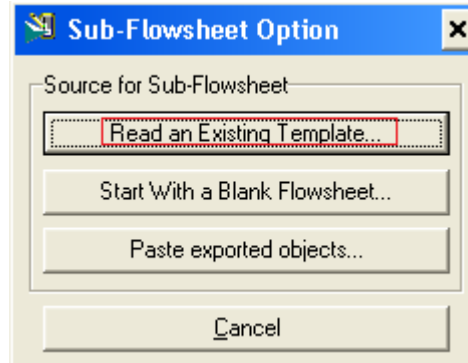 Sub-Flowsheet Option
Source for Sub-Flowsheet
Read an Existing Template...
Start With a Blank Flowsheet...
Paste exported objects...
Cancel